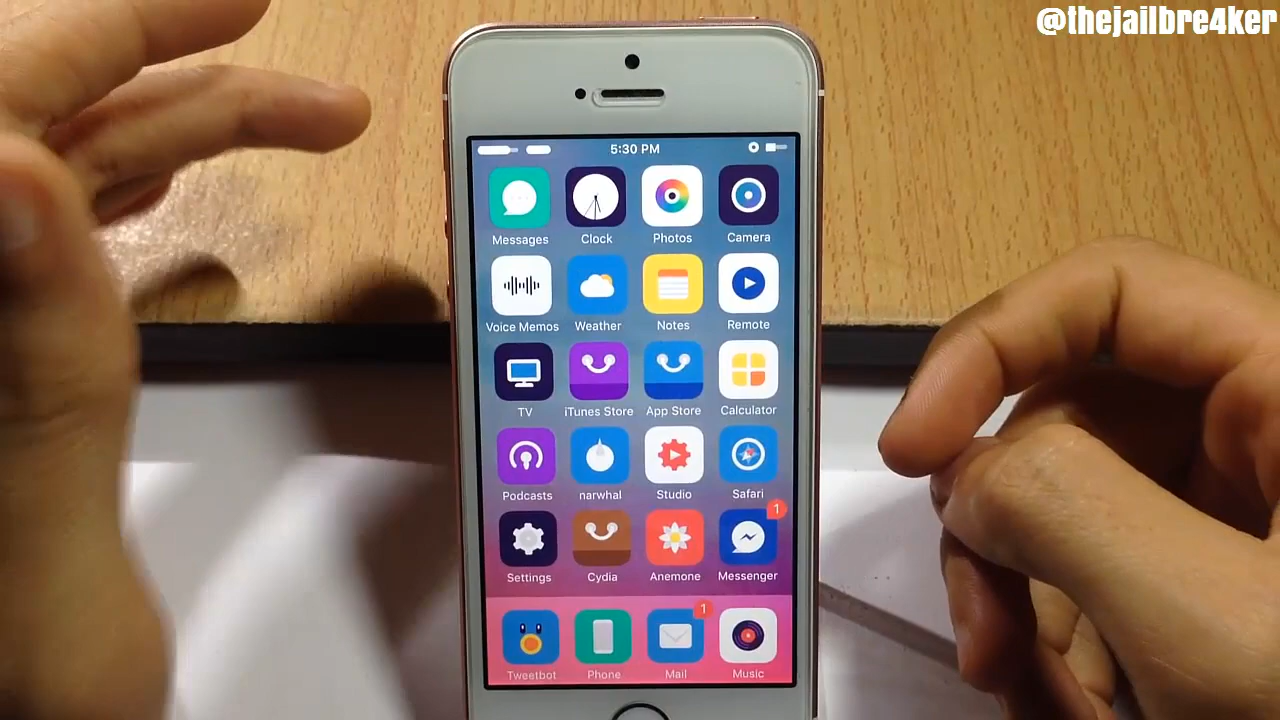 @thejailbre4ker
5:30 PM
Messages Clock Photos Camera
Voice Memos Weather Notes Remote
TV iTunes Store App Store Calculator
Podcasts narwhal Studio Safari
1
Settings Cydia Anemone Messenger
1
Tweetbot Phone Mail Music